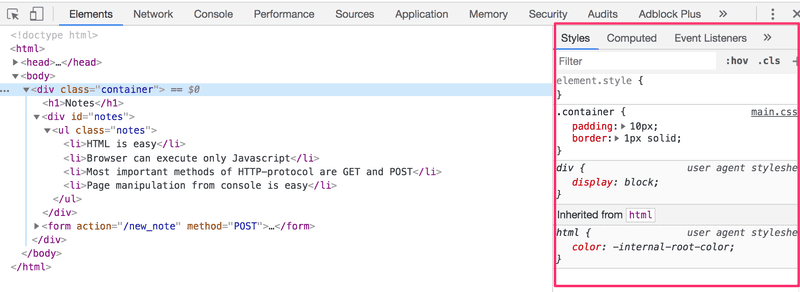 Elements Network Console Performance Sources Application Memory Security Audits Adblock Plus »
<!doctype html>
<html>
<head>…</head>
<body>
… <div class="container"> == $0
<h1>Notes</h1>
<div id="notes">
<ul class="notes">
<li>HTML is easy</li>
<li>Browser can execute only Javascript</li>
<li>Most important methods of HTTP-protocol are GET and POST</li>
<li>Page manipulation from console is easy</li>
</ul>
</div>
<form action="/new_note" method="POST">…</form>
</div>
</body>
</html>
Styles Computed Event Listeners »
Filter :hov .cls +
element.style {
}
.container { main.css
padding: 10px;
border: 1px solid;
}
div { user agent styleshe
display: block;
}
Inherited from html
html { user agent styleshe
color: -internal-root-color;
}